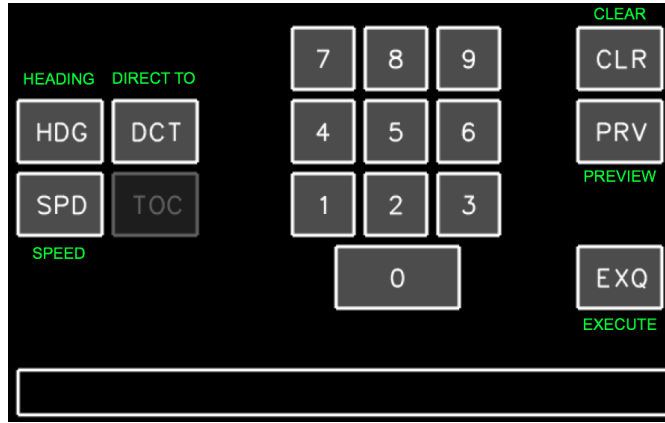 CLEAR
7 8 9 CLR
HEADING DIRECT TO
HDG DCT 4 5 6 PRV
PREVIEW
SPD TOC 1 2 3
SPEED
0 EXQ
EXECUTE